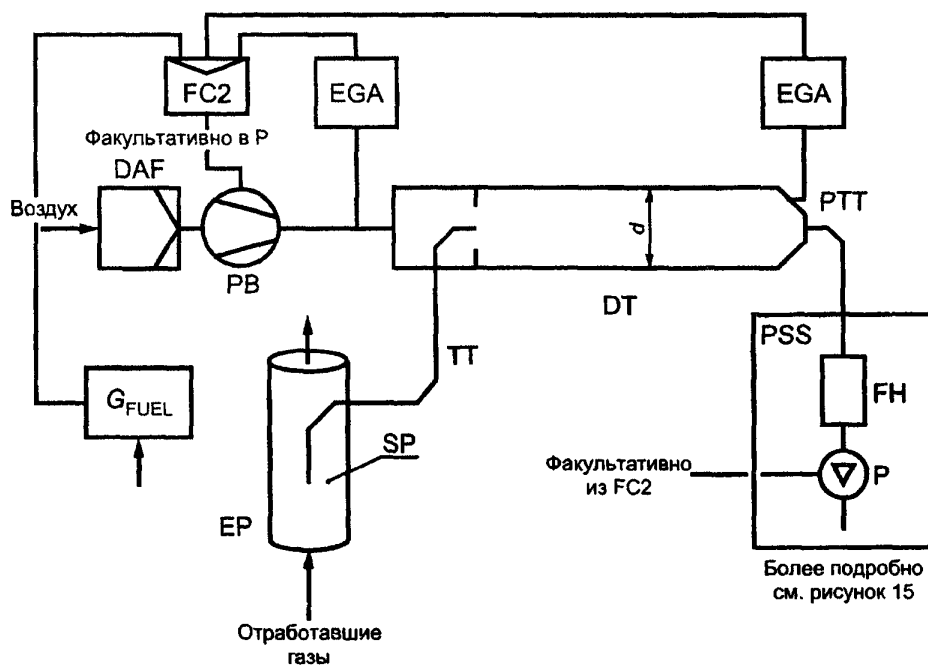 FC2
EGA
EGA
Факультативно в P
DAF
Воздух
PTT
d
PB
DT
PSS
TT
G FUEL
FH
SP
Факультативно
из FC2
P
EP
Более подробно
см. рисунок 15
Отработавшие
газы